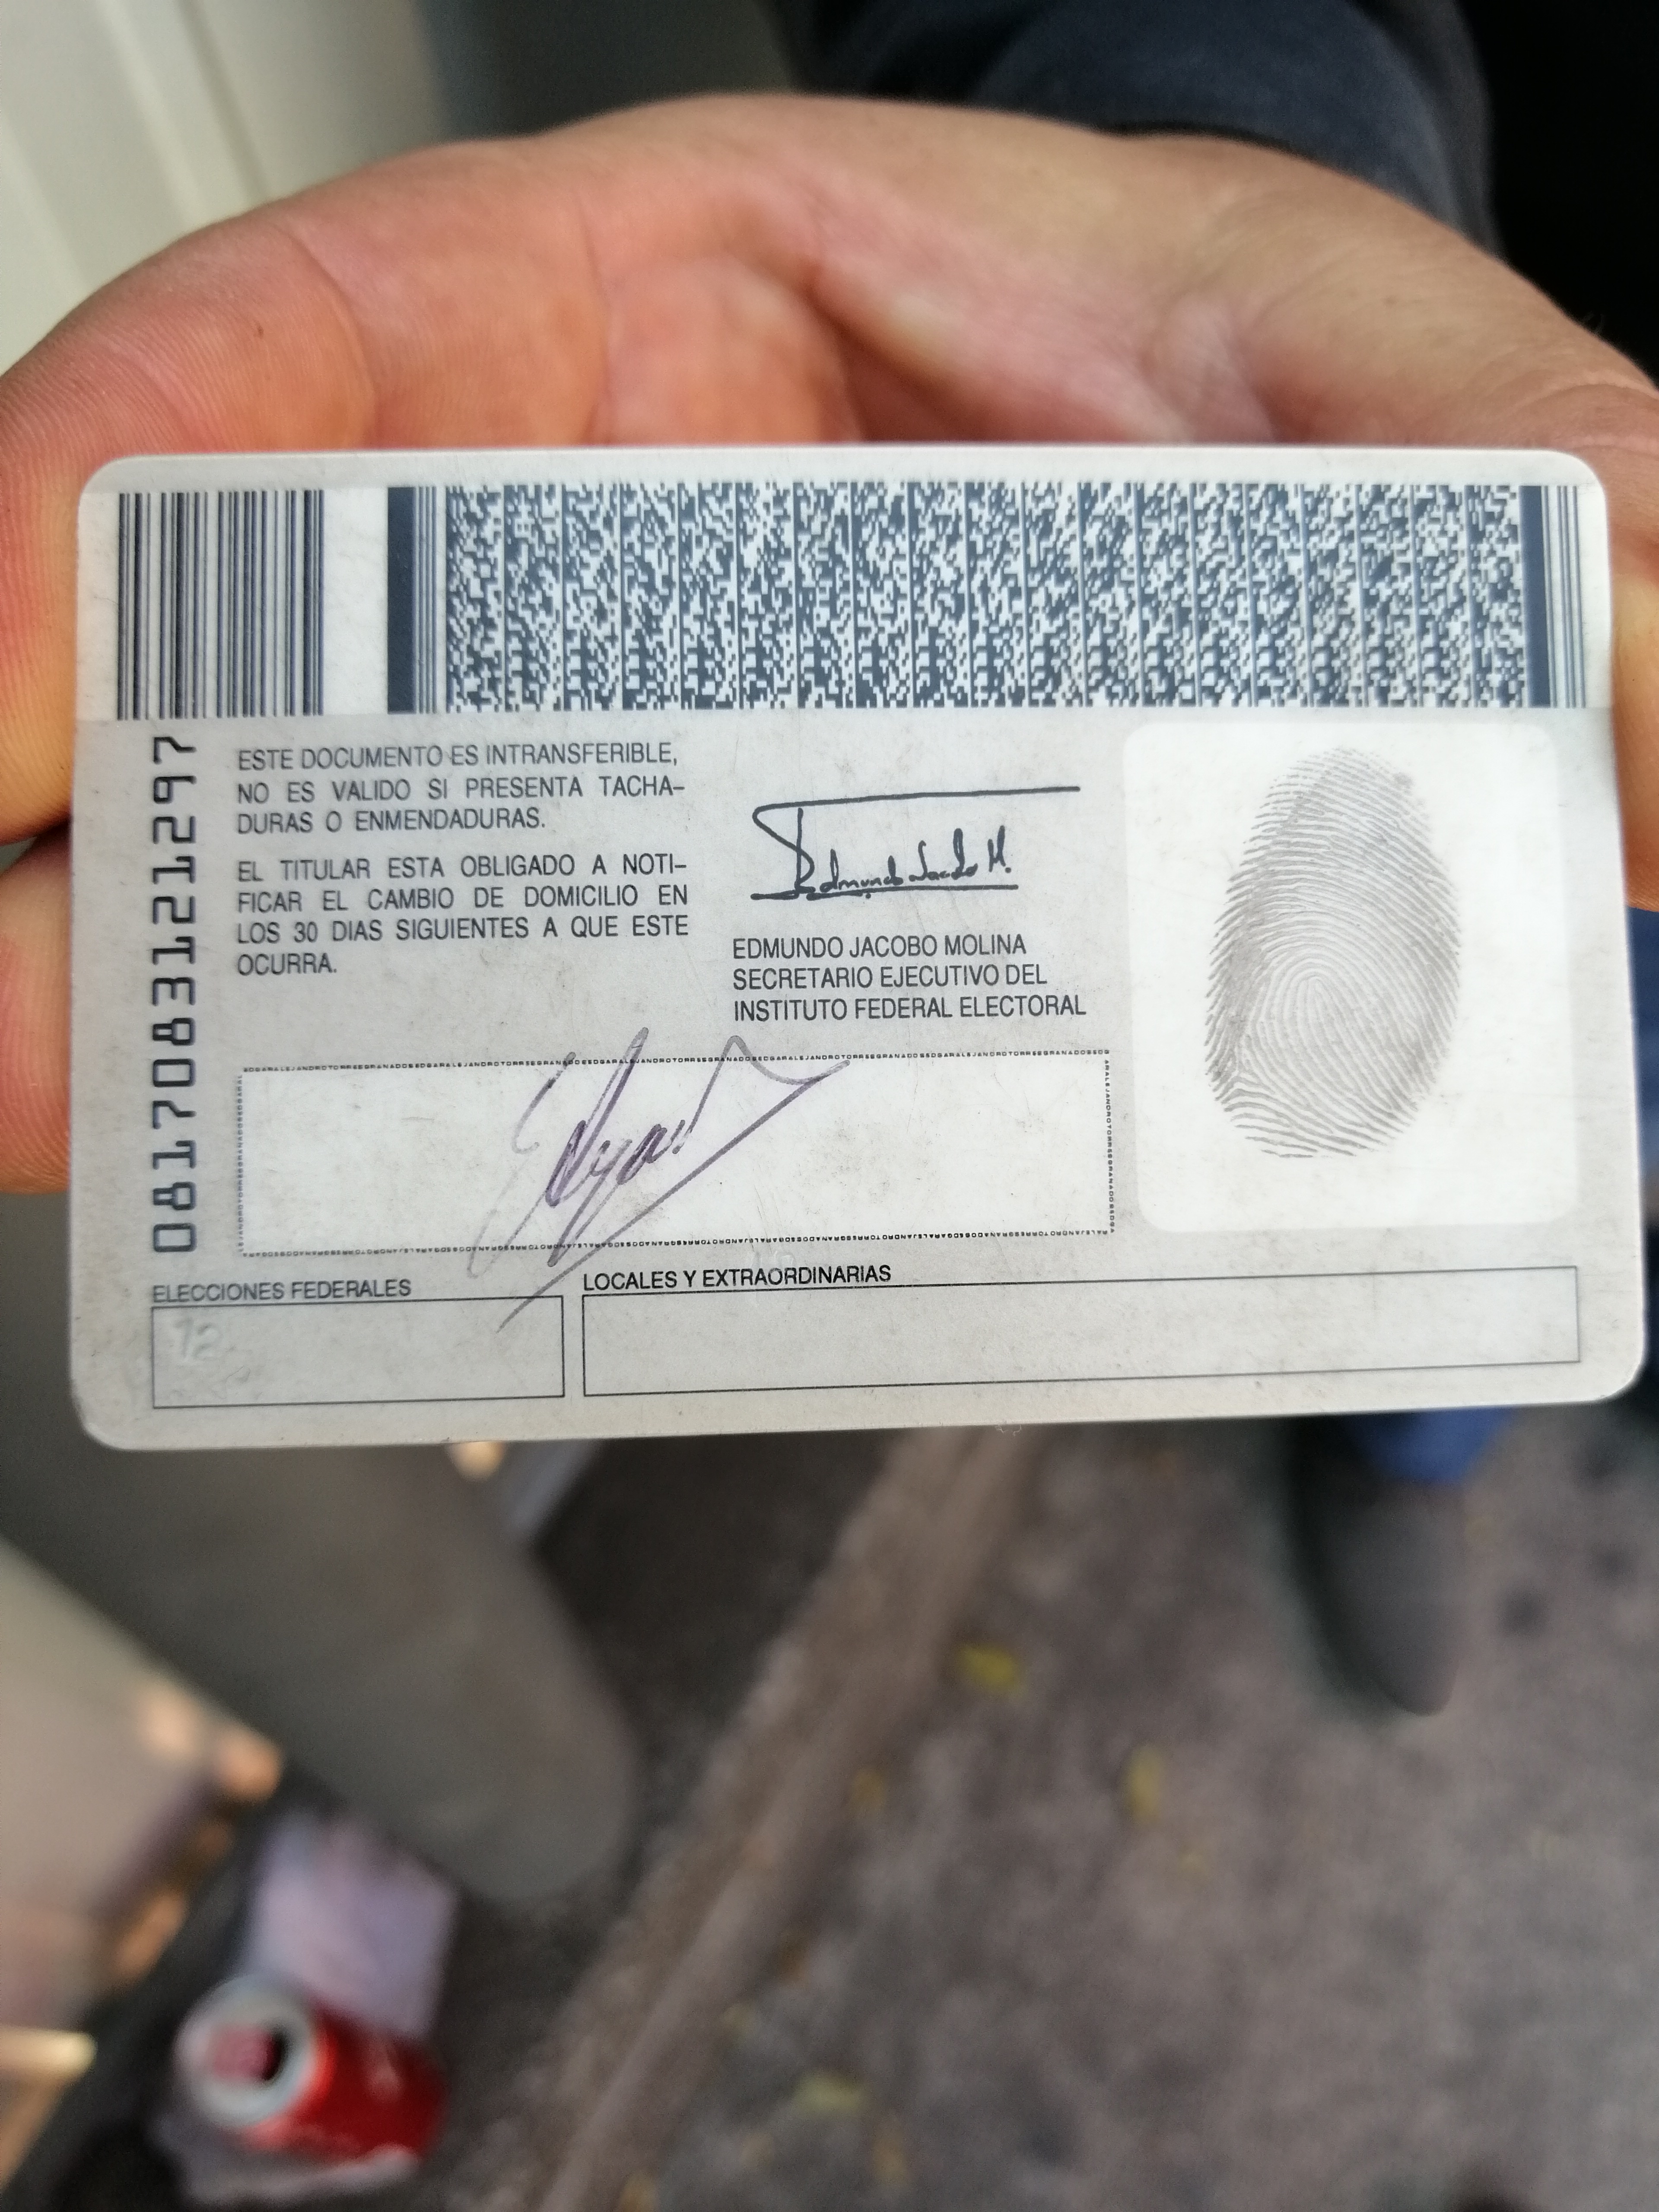 0817083121297
ESTE DOCUMENTO ES INTRANSFERIBLE,
NO ES VALIDO SI PRESENTA TACHA-
DURAS O ENMENDADURAS.
EL TITULAR ESTA OBLIGADO A NOTI-
FICAR EL CAMBIO DE DOMICILIO EN
LOS 30 DIAS SIGUIENTES A QUE ESTE
OCURRA.
Edmundo Jacobo M.
EDMUNDO JACOBO MOLINA
SECRETARIO EJECUTIVO DEL
INSTITUTO FEDERAL ELECTORAL
ELECCIONES FEDERALES
LOCALES Y EXTRAORDINARIAS
12